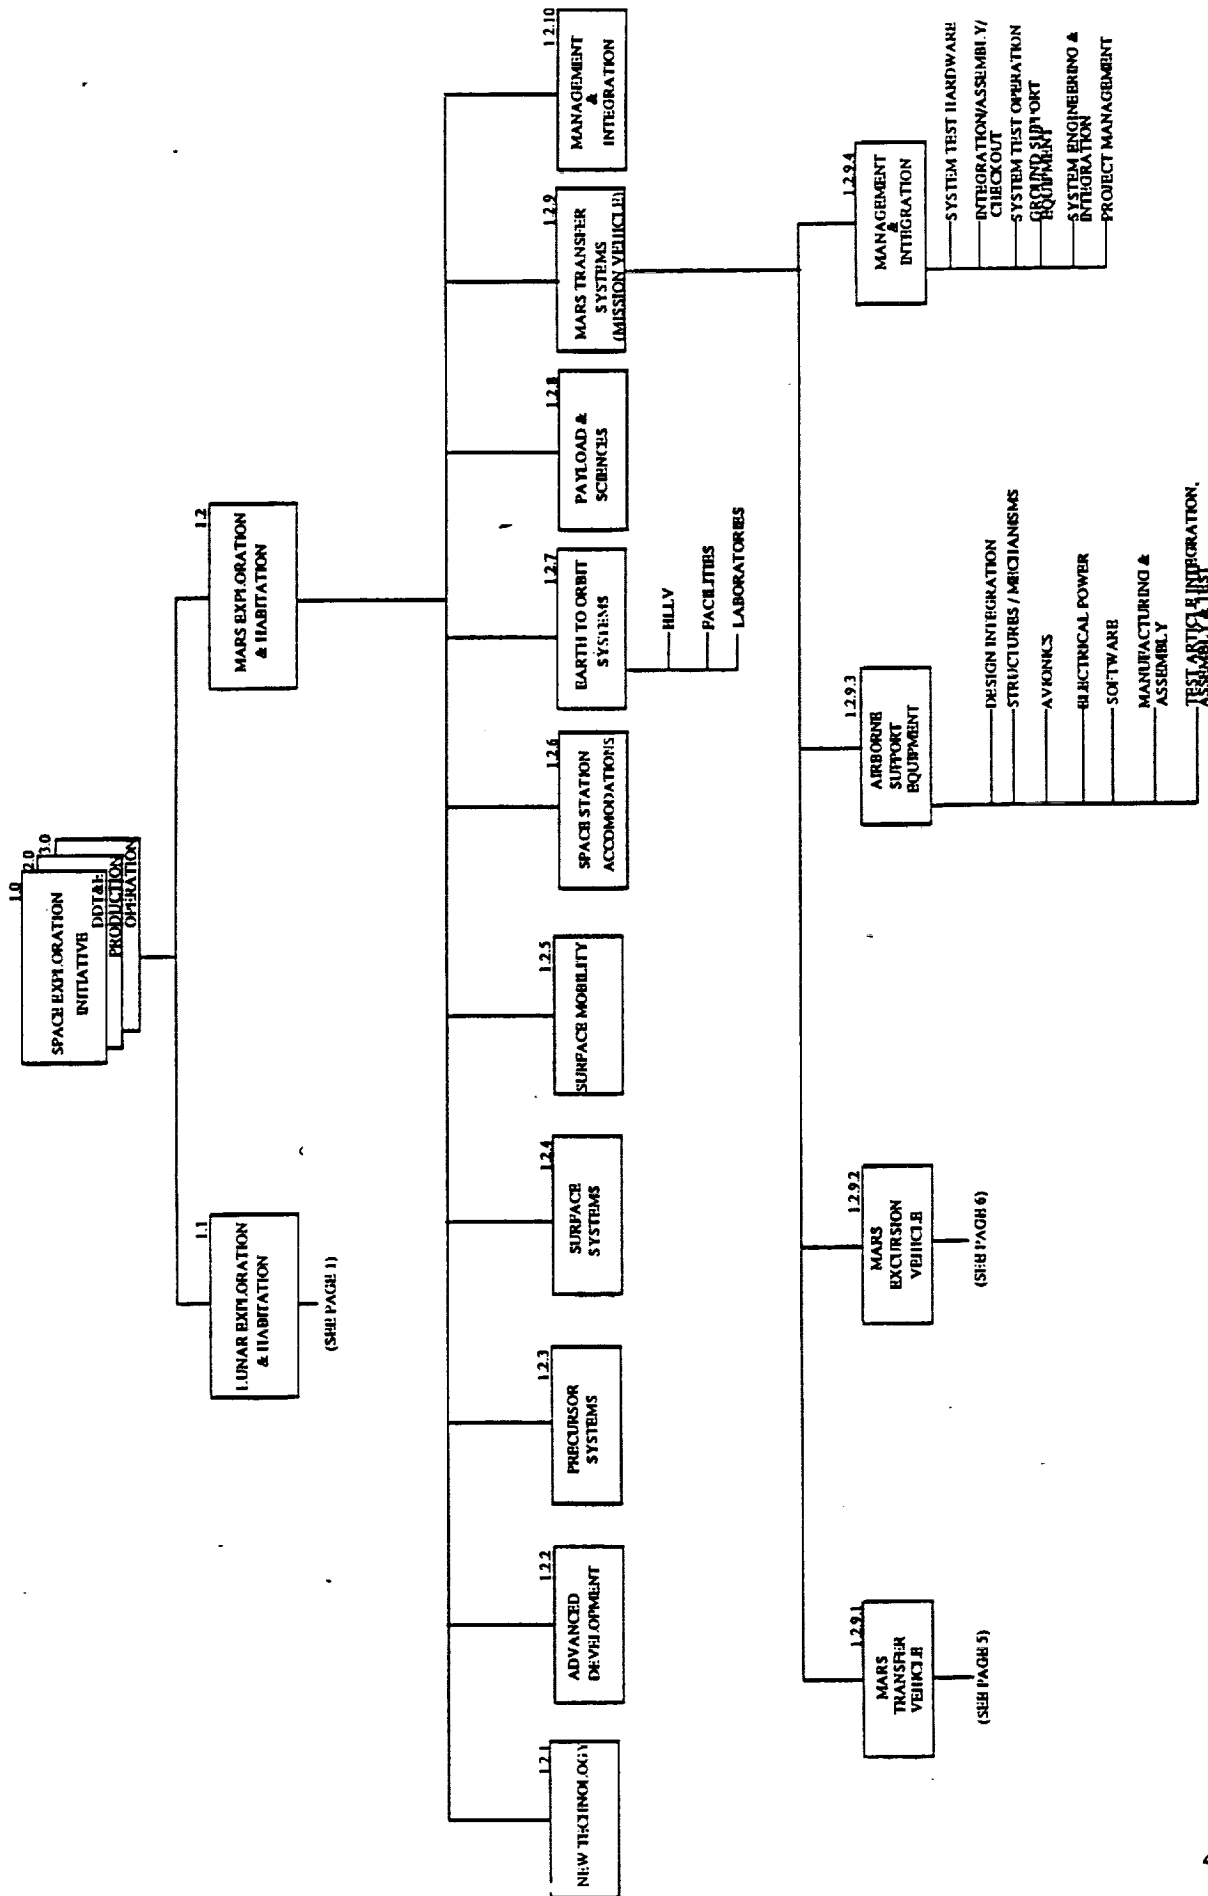 1.0
2.0
3.0
SPACE EXPLORATION
INITIATIVE
DDT&E
PRODUCTION
OPERATION
1.1
LUNAR EXPLORATION
& HABITATION
(SEE PAGE 1)
1.2
MARS EXPLORATION
& HABITATION
1.2.1
NEW TECHNOLOGY
1.2.2
ADVANCED
DEVELOPMENT
1.2.3
PRECURSOR
SYSTEMS
1.2.4
SURFACE
SYSTEMS
1.2.5
SURFACE MOBILITY
1.2.6
SPACE STATION
ACCOMODATIONS
1.2.7
EARTH TO ORBIT
SYSTEMS
HLLV
FACILITIES
LABORATORIES
1.2.8
PAYLOAD &
SCIENCES
1.2.9
MARS TRANSFER
SYSTEMS
(MISSION VEHICLE)
1.2.10
MANAGEMENT
&
INTEGRATION
1.2.9.1
MARS
TRANSFER
VEHICLE
(SEE PAGE 5)
1.2.9.2
MARS
EXCURSION
VEHICLE
(SEE PAGE 6)
1.2.9.3
AIRBORNE
SUPPORT
EQUIPMENT
DESIGN INTEGRATION
STRUCTURES / MECHANISMS
AVIONICS
ELECTRICAL POWER
SOFTWARE
MANUFACTURING &
ASSEMBLY
TEST ARTICLE INTEGRATION,
ASSEMBLY & TEST
1.2.9.4
MANAGEMENT
&
INTEGRATION
SYSTEM TEST HARDWARE
INTEGRATION/ASSEMBLY/
CHECKOUT
SYSTEM TEST OPERATION
GROUND SUPPORT
EQUIPMENT
SYSTEM ENGINEERING &
INTEGRATION
PROJECT MANAGEMENT